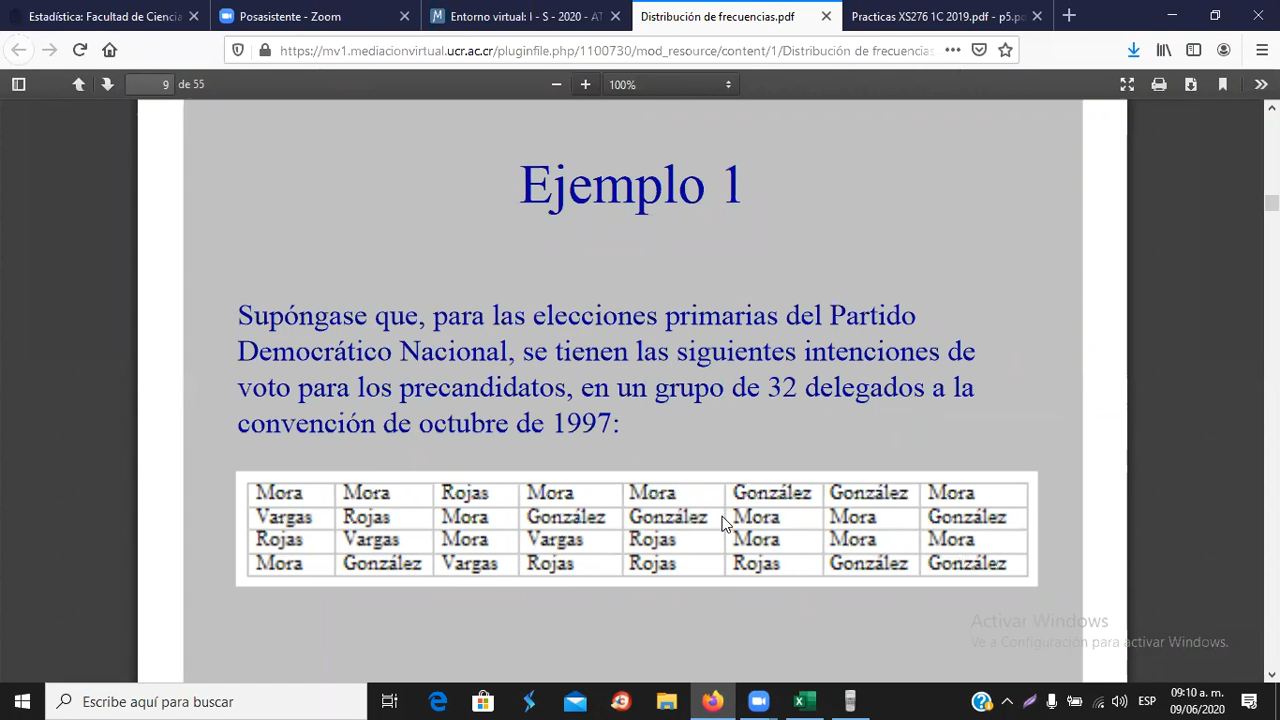 Estadística: Facultad de Ciencia
Posasistente - Zoom
Entorno virtual: I - S - 2020 - AT
Distribución de frecuencias.pdf
Practicas XS276 1C 2019.pdf - p5.pd
https://mv1.mediacionvirtual.ucr.ac.cr/pluginfile.php/1100730/mod_resource/content/1/Distribución de frecuencias
9 de 55
100%
Ejemplo 1
Supóngase que, para las elecciones primarias del Partido
Democrático Nacional, se tienen las siguientes intenciones de
voto para los precandidatos, en un grupo de 32 delegados a la
convención de octubre de 1997:
Mora Mora Rojas Mora Mora González González Mora
Vargas Rojas Mora González González Mora Mora González
Rojas Vargas Mora Vargas Rojas Mora Mora Mora
Mora González Vargas Rojas Rojas Rojas González González
Activar Windows
Ve a Configuración para activar Windows.
Escribe aquí para buscar
ESP
09:10 a. m.
09/06/2020